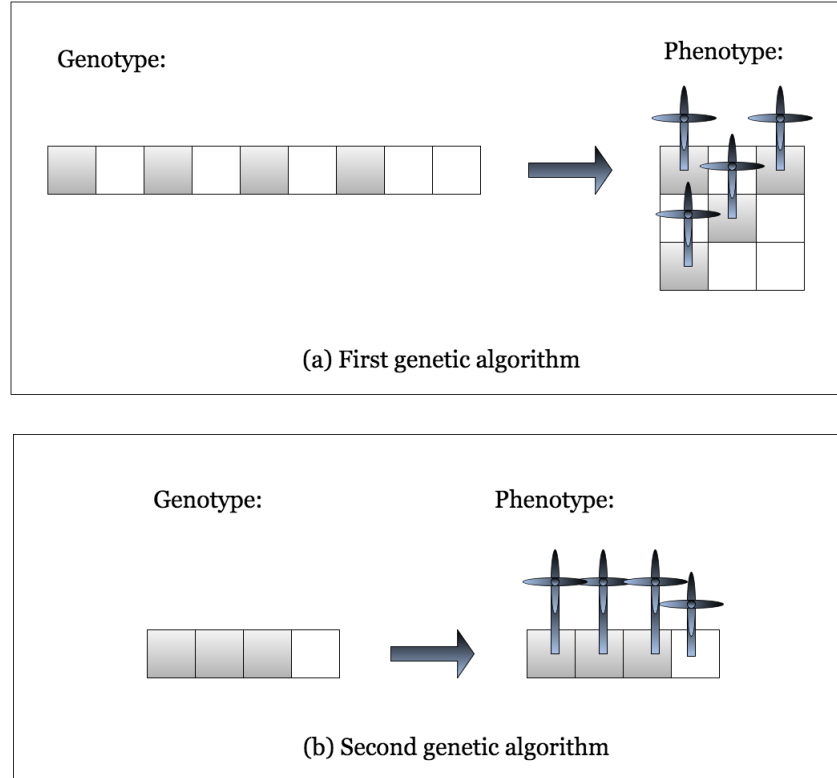 Genotype:
Phenotype:
(a) First genetic algorithm
Genotype:
Phenotype:
(b) Second genetic algorithm